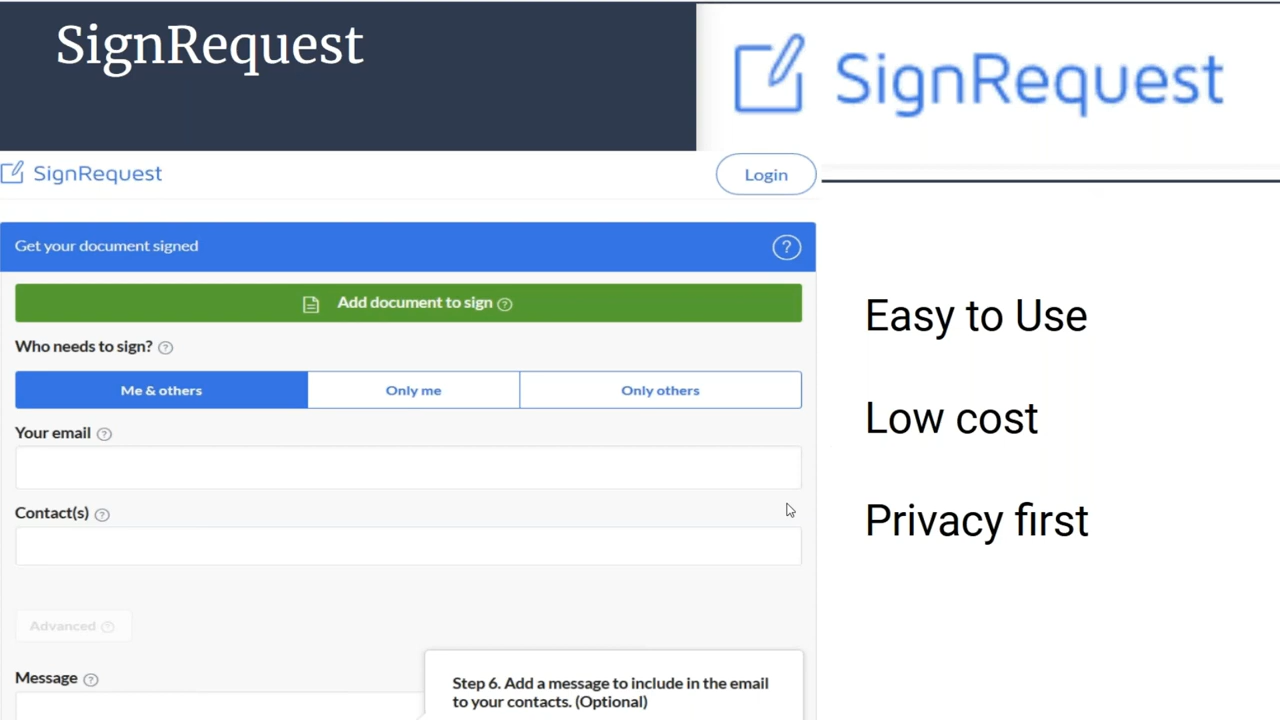 SignRequest
SignRequest
SignRequest
Login
Get your document signed
?
Add document to sign ?
Who needs to sign? ?
Me & others
Only me
Only others
Your email ?
Contact(s) ?
Advanced ?
Message ?
Step 6. Add a message to include in the email
to your contacts. (Optional)
Easy to Use
Low cost
Privacy first